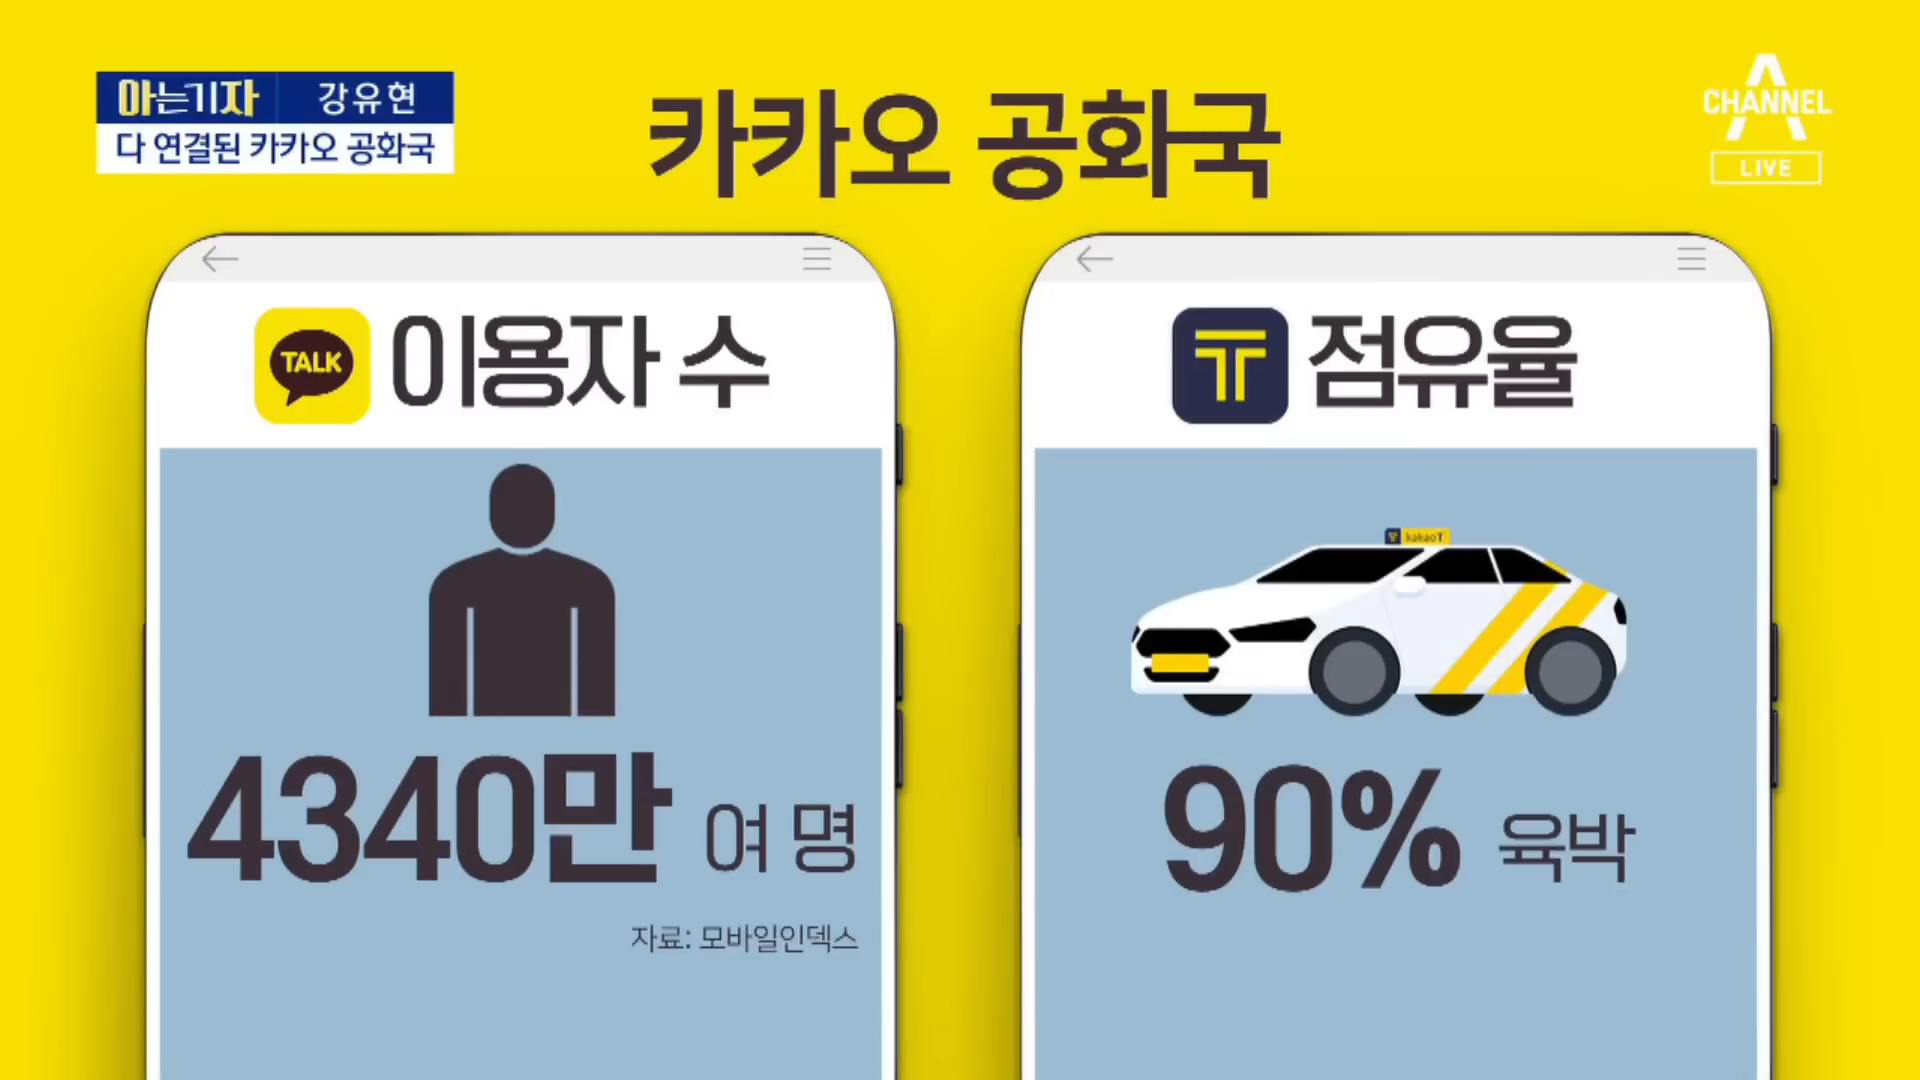 아는기자 강유현
다 연결된 카카오 공화국
카카오 공화국
CHANNEL A
LIVE
TALK 이용자 수
4340만 여 명
자료: 모바일인덱스
T 점유율
kakaoT
90% 육박